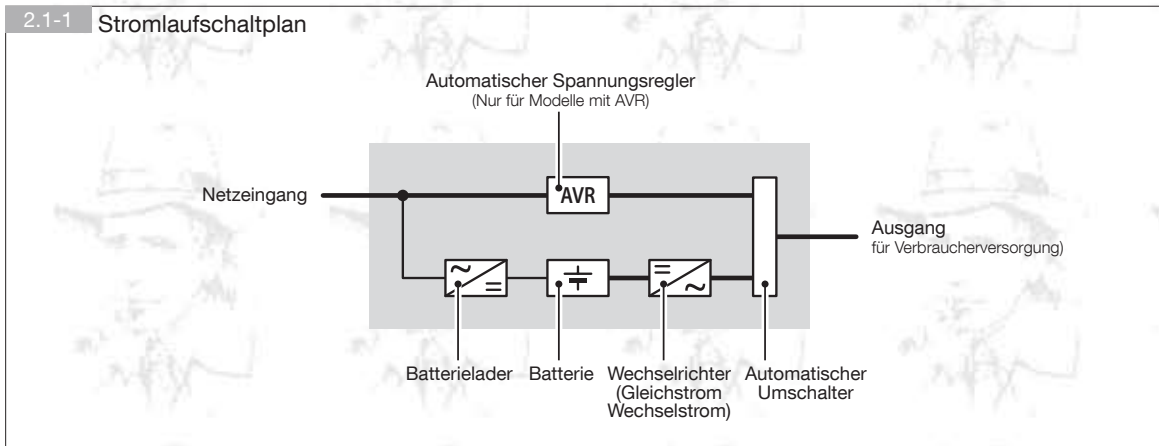 2.1-1 Stromlaufschaltplan
Automatischer Spannungsregler
(Nur für Modelle mit AVR)
Netzeingang
AVR
Ausgang
für Verbraucherversorgung)
Batterielader
Batterie
Wechselrichter
(Gleichstrom
Wechselstrom)
Automatischer
Umschalter